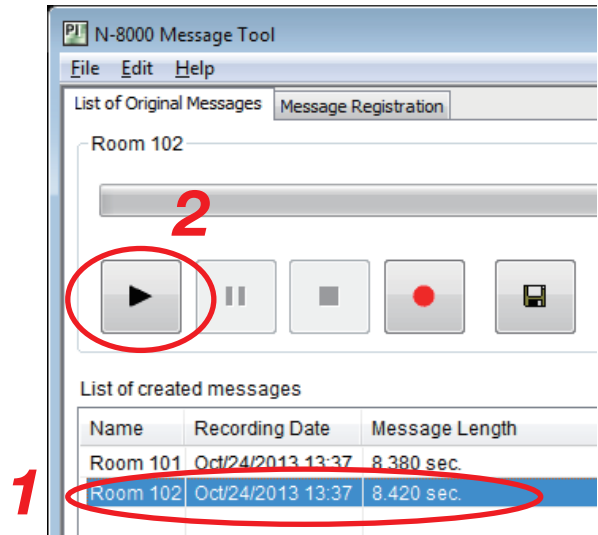 PJ N-8000 Message Tool
File Edit Help
List of Original Messages Message Registration
Room 102
2
List of created messages
Name Recording Date Message Length
Room 101 Oct/24/2013 13:37 8.380 sec.
1 Room 102 Oct/24/2013 13:37 8.420 sec.